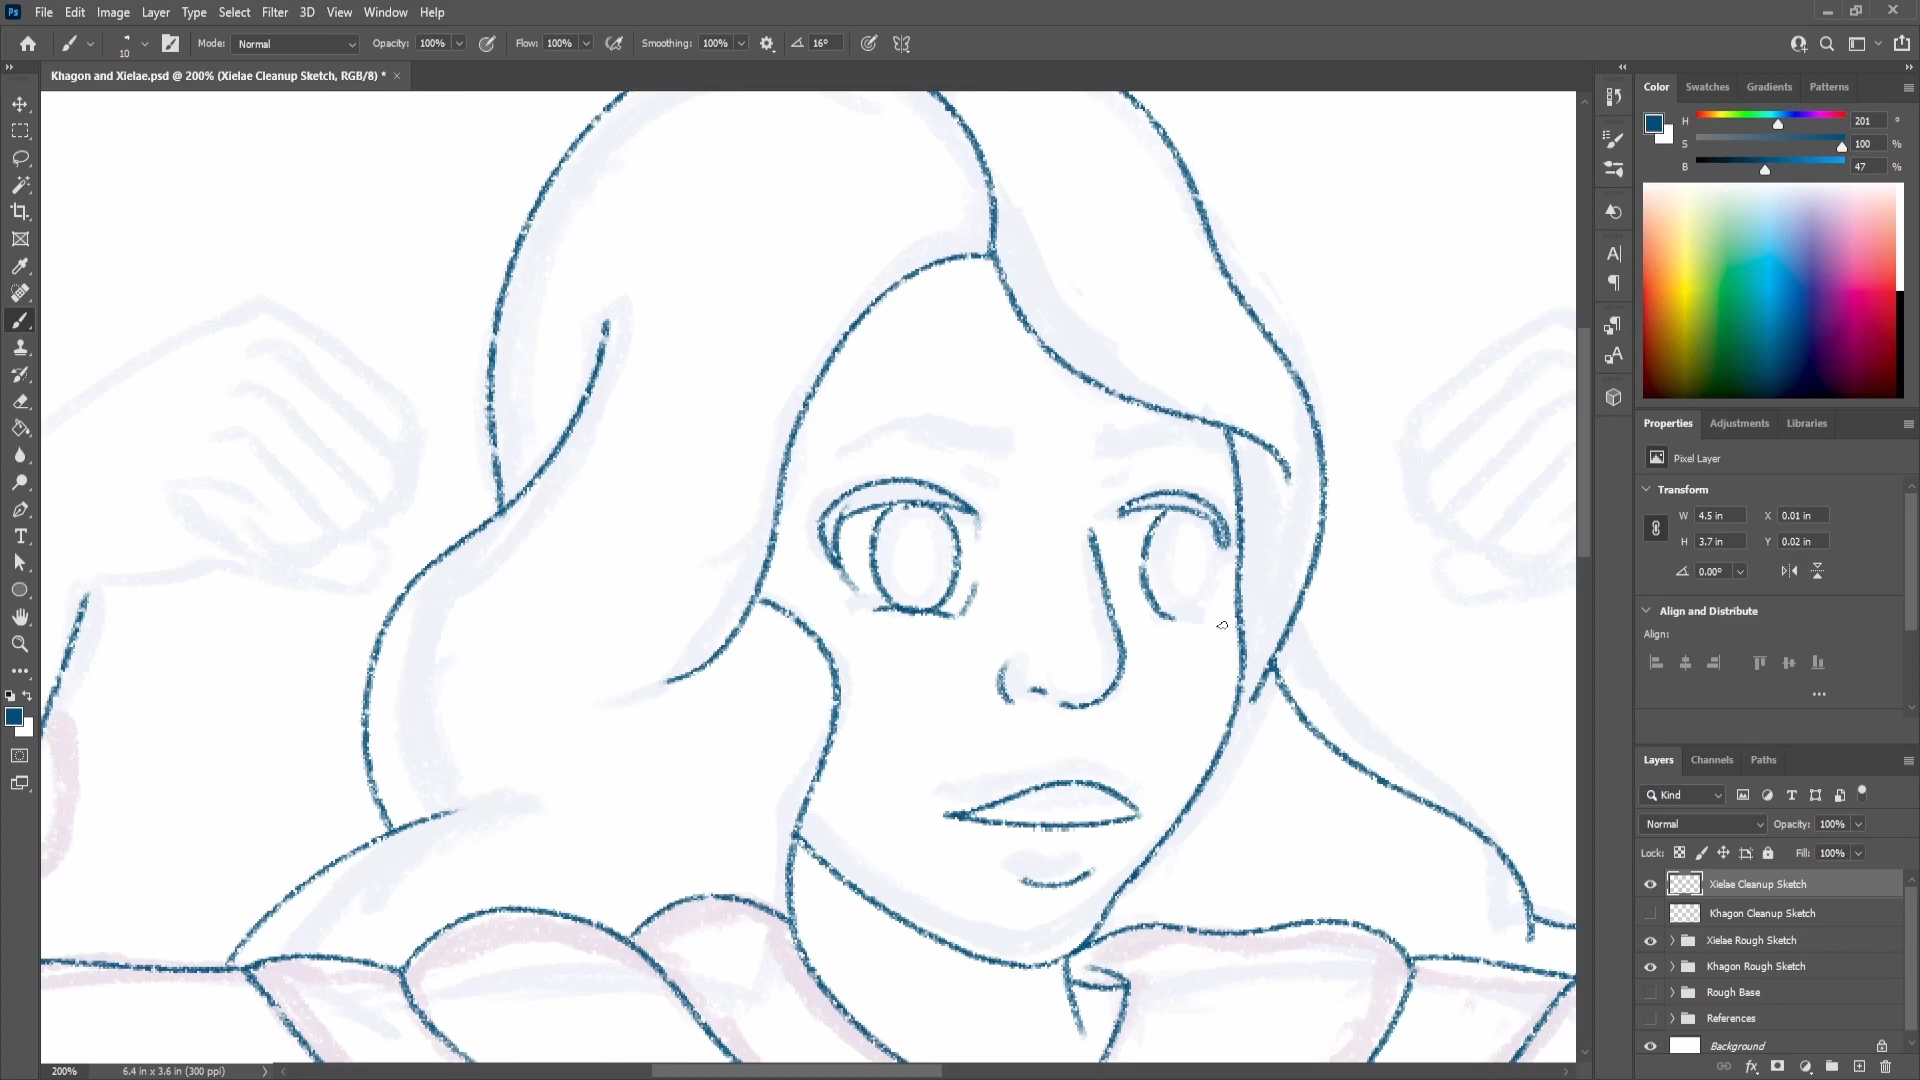 Ps File Edit Image Layer Type Select Filter 3D View Window Help
10 Mode: Normal Opacity: 100% Flow: 100% Smoothing: 100% 16°
Khagon and Xielae.psd @ 200% (Xielae Cleanup Sketch, RGB/8) *
Color Swatches Gradients Patterns
H 201 °
S 100 %
B 47 %
Properties Adjustments Libraries
Pixel Layer
Transform
W 4.5 in X 0.01 in
H 3.7 in Y 0.02 in
0.00°
Align and Distribute
Align:
Layers Channels Paths
Kind
Normal Opacity: 100%
Lock: Fill: 100%
Xielae Cleanup Sketch
Khagon Cleanup Sketch
Xielae Rough Sketch
Khagon Rough Sketch
Rough Base
References
Background
200% 6.4 in x 3.6 in (300 ppi)